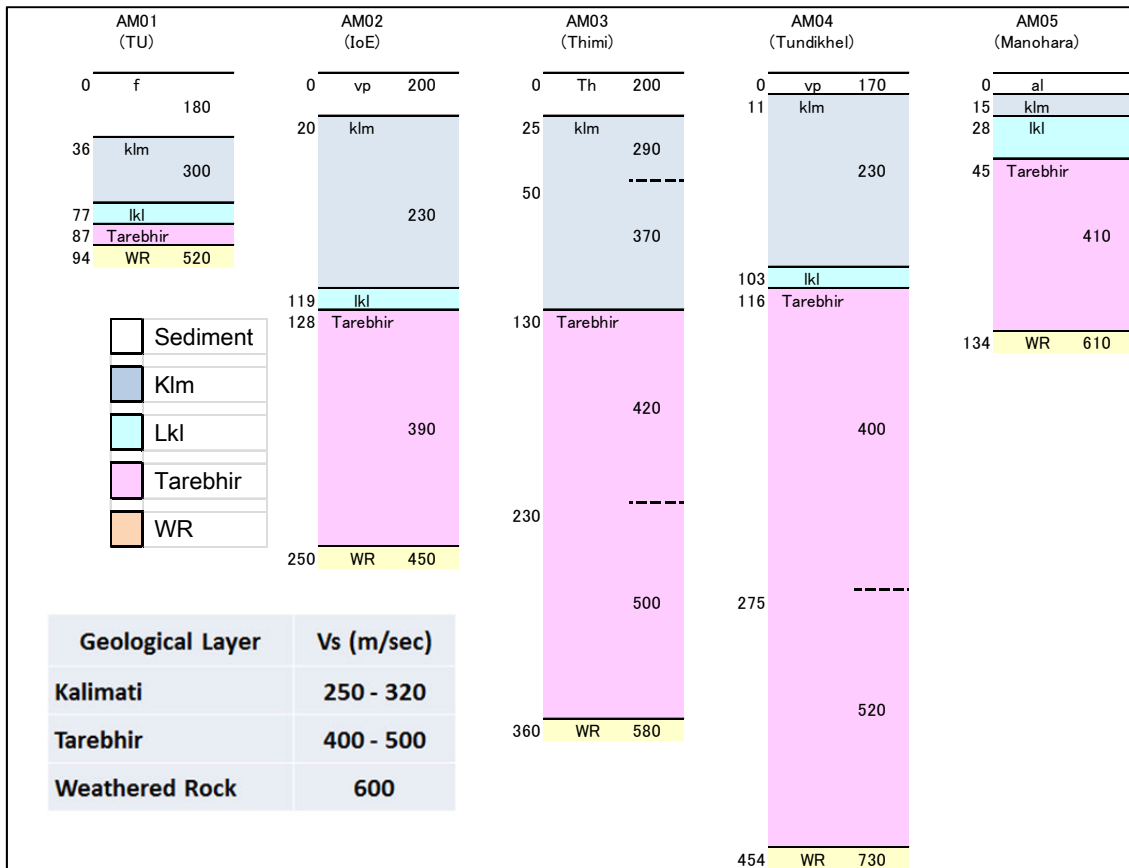 AM01 AM02 AM03 AM04 AM05
(TU) (IoE) (Thimi) (Tundikhel) (Manohara)
0 f
180
36 klm
300
77 lkl
87 Tarebhir
94 WR 520
0 vp 200
20 klm
230
119 lkl
128 Tarebhir
390
250 WR 450
0 Th 200
25 klm
290
50
370
130 Tarebhir
420
230
500
360 WR 580
0 vp 170
11 klm
230
103 lkl
116 Tarebhir
400
275
520
454 WR 730
0 al
15 klm
28 lkl
45 Tarebhir
410
134 WR 610
Sediment
Klm
Lkl
Tarebhir
WR
Geological Layer Vs (m/sec)
Kalimati 250 - 320
Tarebhir 400 - 500
Weathered Rock 600